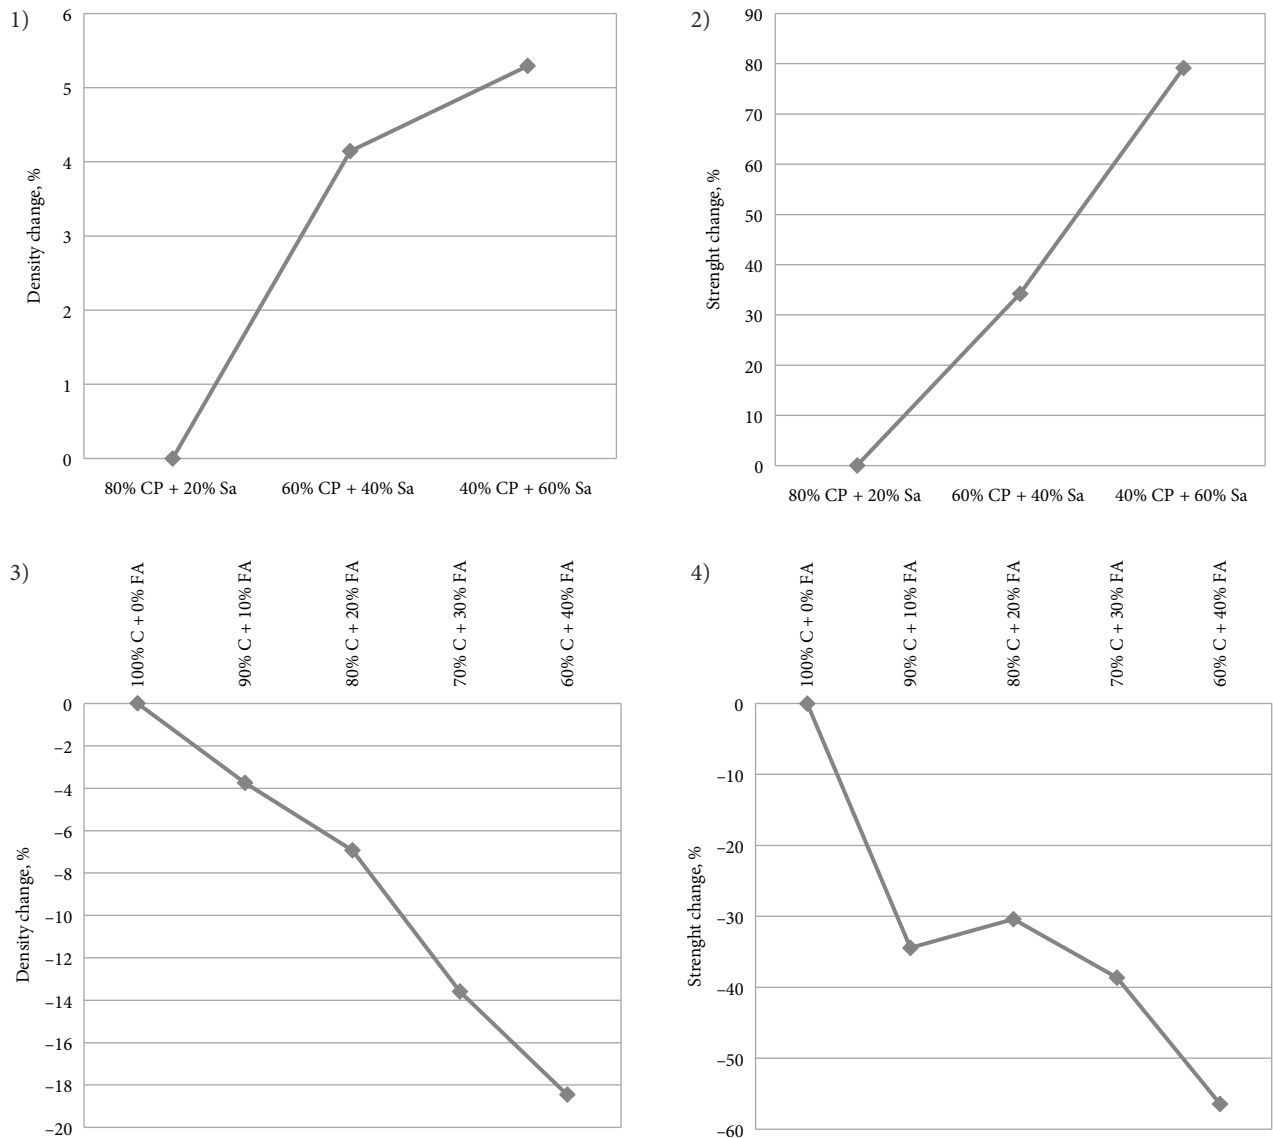 1)
6
5
4
3
2
1
0
Density change, %
80% CP + 20% Sa 60% CP + 40% Sa 40% CP + 60% Sa
2)
90
80
70
60
50
40
30
20
10
0
Strenght change, %
80% CP + 20% Sa 60% CP + 40% Sa 40% CP + 60% Sa
3)
100% C + 0% FA
90% C + 10% FA
80% C + 20% FA
70% C + 30% FA
60% C + 40% FA
0
–2
–4
–6
–8
–10
–12
–14
–16
–18
–20
Density change, %
4)
100% C + 0% FA
90% C + 10% FA
80% C + 20% FA
70% C + 30% FA
60% C + 40% FA
0
–10
–20
–30
–40
–50
–60
Strenght change, %